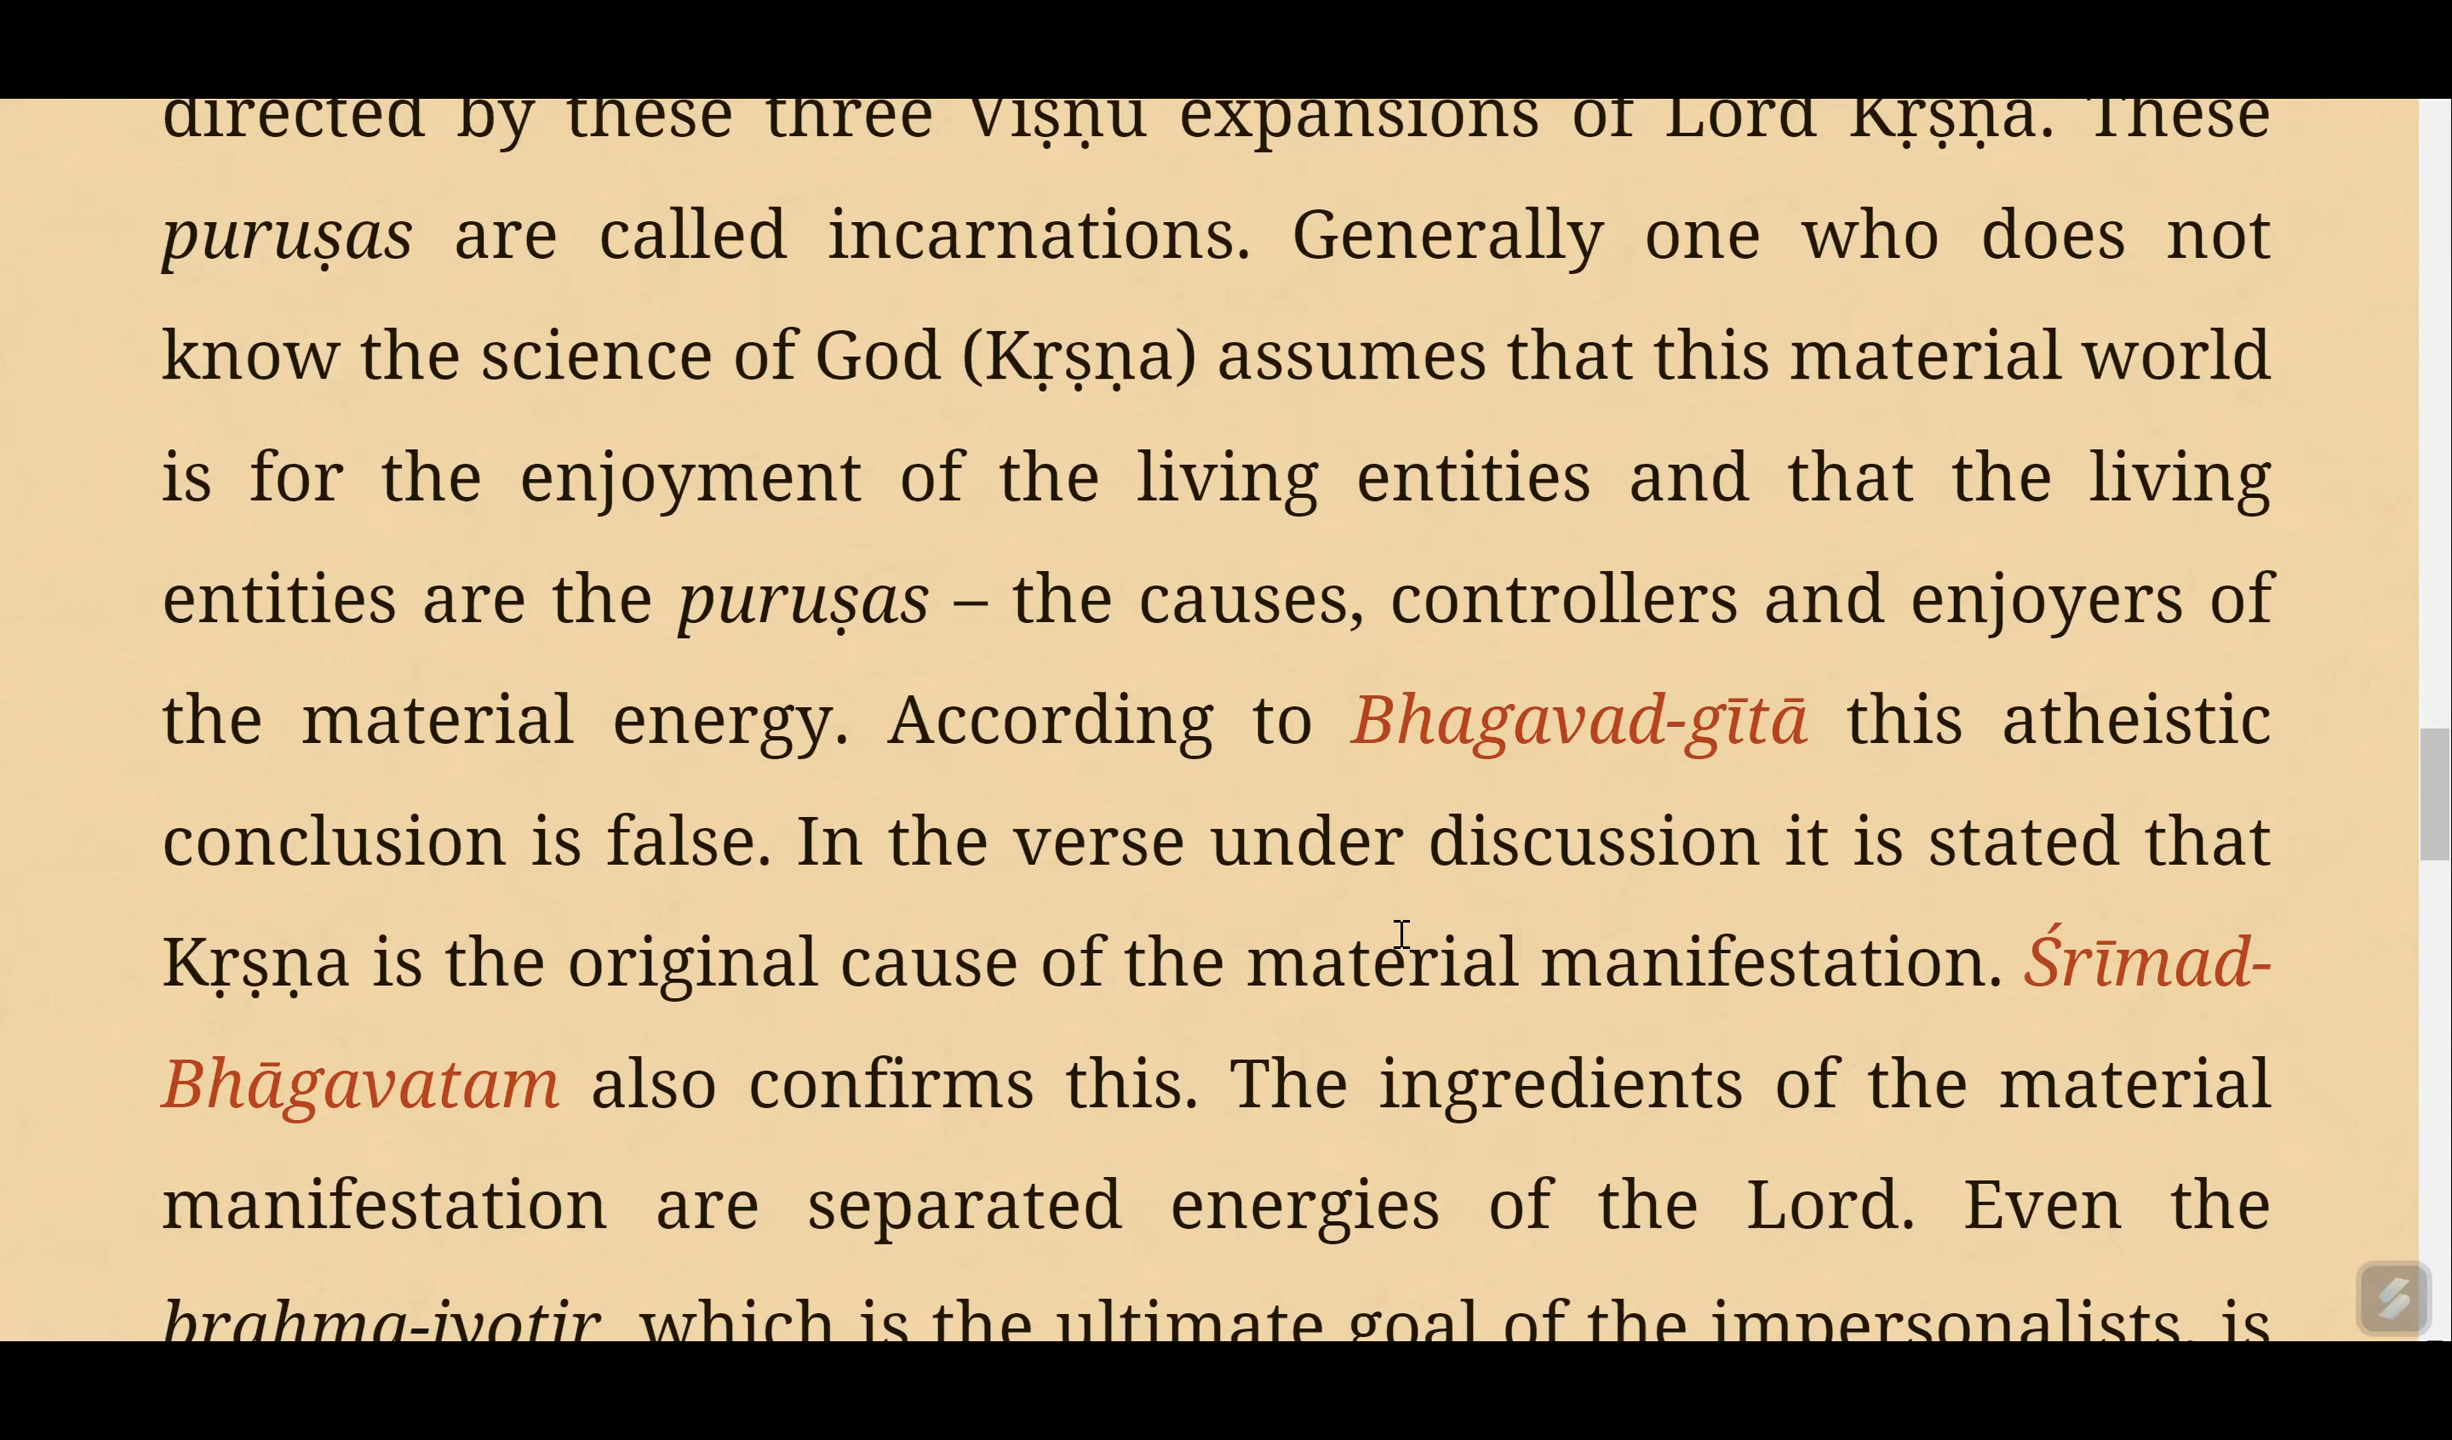 directed by these three Viṣṇu expansions of Lord Kṛṣṇa. These
puruṣas are called incarnations. Generally one who does not
know the science of God (Kṛṣṇa) assumes that this material world
is for the enjoyment of the living entities and that the living
entities are the puruṣas – the causes, controllers and enjoyers of
the material energy. According to Bhagavad-gītā this atheistic
conclusion is false. In the verse under discussion it is stated that
Kṛṣṇa is the original cause of the material manifestation. Śrīmad-
Bhāgavatam also confirms this. The ingredients of the material
manifestation are separated energies of the Lord. Even the
brahma-jyotir, which is the ultimate goal of the impersonalists, is